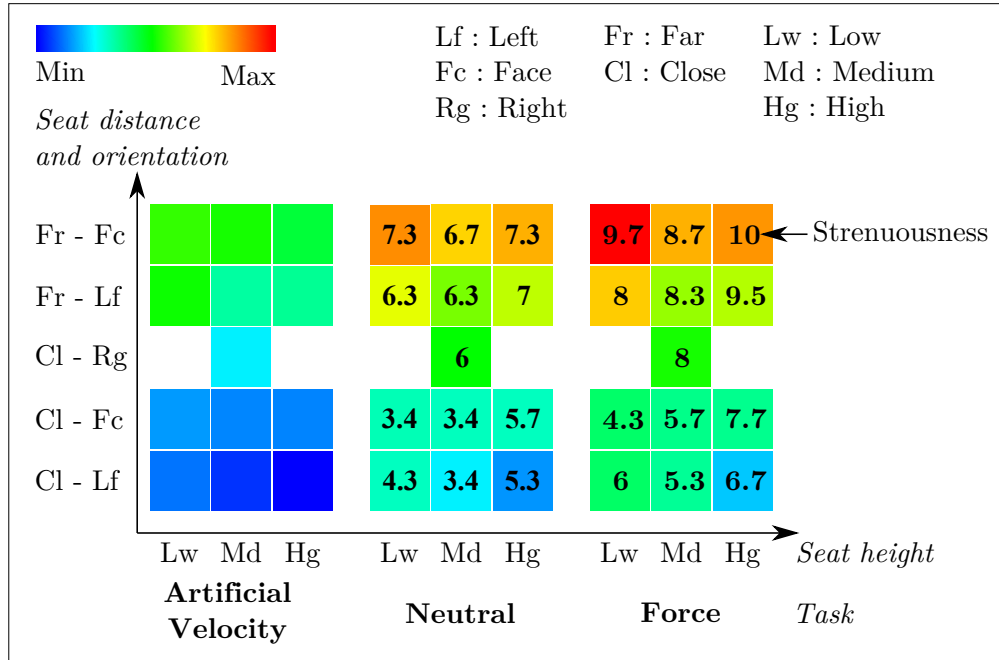 Min Max
Lf : Left Fr : Far Lw : Low
Fc : Face Cl : Close Md : Medium
Rg : Right Hg : High
Seat distance
and orientation
Fr - Fc 7.3 6.7 7.3 9.7 8.7 10 Strenuousness
Fr - Lf 6.3 6.3 7 8 8.3 9.5
Cl - Rg 6 8
Cl - Fc 3.4 3.4 5.7 4.3 5.7 7.7
Cl - Lf 4.3 3.4 5.3 6 5.3 6.7
Lw Md Hg Lw Md Hg Lw Md Hg Seat height
Artificial
Velocity Neutral Force Task